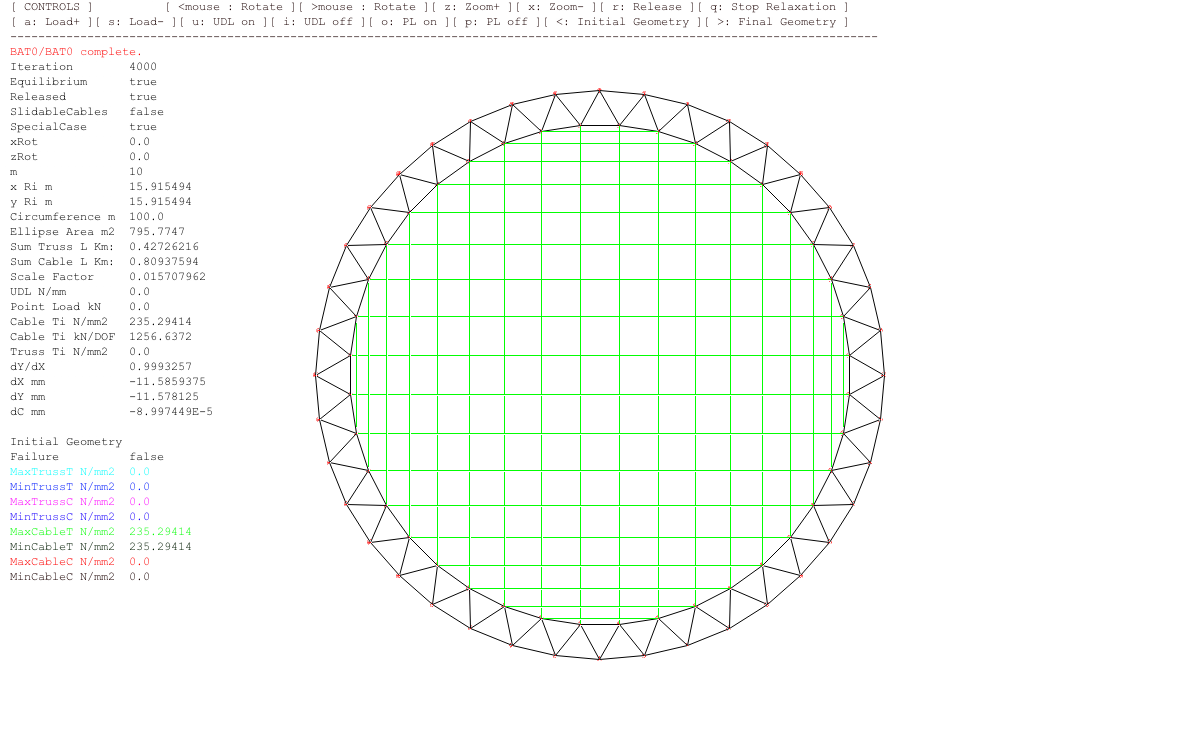 [ CONTROLS ] [ <mouse : Rotate ][ >mouse : Rotate ][ z: Zoom+ ][ x: Zoom- ][ r: Release ][ q: Stop Relaxation ]
[ a: Load+ ][ s: Load- ][ u: UDL on ][ i: UDL off ][ o: PL on ][ p: PL off ][ <: Initial Geometry ][ >: Final Geometry ]
----------------------------------------------------------------------------------------------------------------------------
BAT0/BAT0 complete.
Iteration 4000
Equilibrium true
Released true
SlidableCables false
SpecialCase true
xRot 0.0
zRot 0.0
m 10
x Ri m 15.915494
y Ri m 15.915494
Circumference m 100.0
Ellipse Area m2 795.7747
Sum Truss L Km: 0.42726216
Sum Cable L Km: 0.80937594
Scale Factor 0.015707962
UDL N/mm 0.0
Point Load kN 0.0
Cable Ti N/mm2 235.29414
Cable Ti kN/DOF 1256.6372
Truss Ti N/mm2 0.0
dY/dX 0.9993257
dX mm -11.5859375
dY mm -11.578125
dC mm -8.997449E-5
Initial Geometry
Failure false
MaxTrussT N/mm2 0.0
MinTrussT N/mm2 0.0
MaxTrussC N/mm2 0.0
MinTrussC N/mm2 0.0
MaxCableT N/mm2 235.29414
MinCableT N/mm2 235.29414
MaxCableC N/mm2 0.0
MinCableC N/mm2 0.0